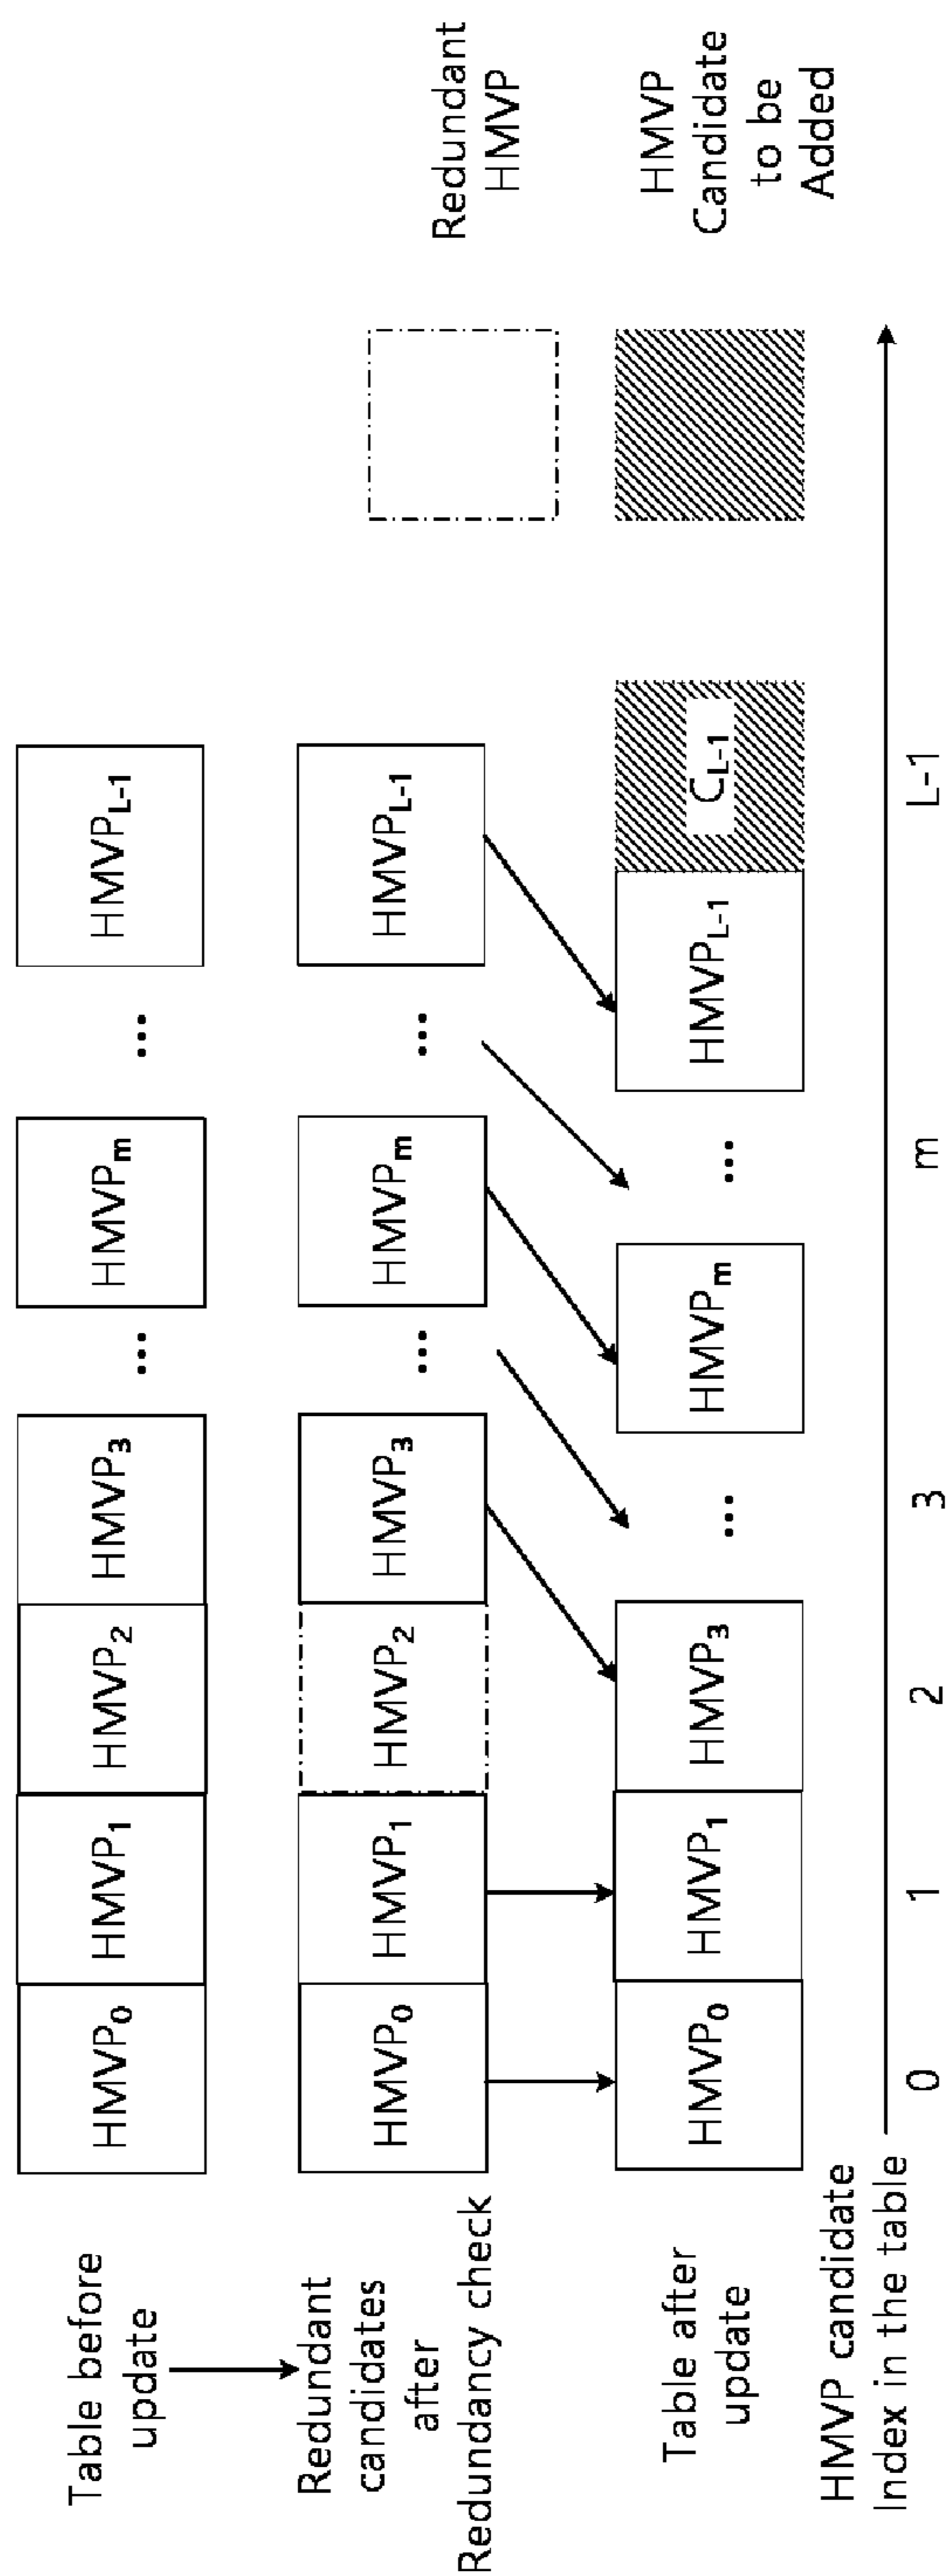 Table before
update
HMVP0 HMVP1 HMVP2 HMVP3 ... HMVPm ... HMVPL-1
Redundant
candidates
after
Redundancy check
HMVP0 HMVP1 HMVP2 HMVP3 ... HMVPm ... HMVPL-1
Redundant
HMVP
Table after
update
HMVP0 HMVP1 HMVP3 ... HMVPm ... HMVPL-1 CL-1
HMVP
Candidate
to be
Added
HMVP candidate
Index in the table
0 1 2 3 m L-1